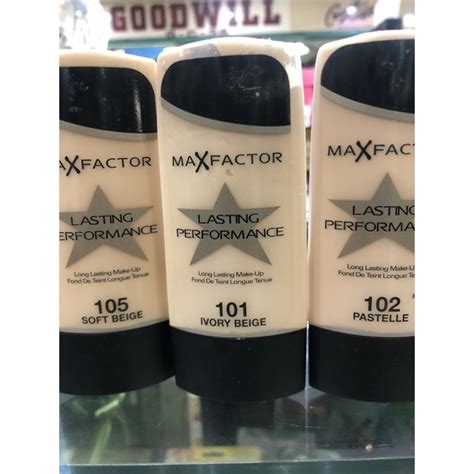 GOODWILL
MAXFACTOR
LASTING
PERFORMANCE
Long Lasting Make-Up
Fond De Teint Longue Tenue
105
SOFT BEIGE
MAXFACTOR
LASTING
PERFORMANCE
Long Lasting Make-Up
Fond De Teint Longue Tenue
101
IVORY BEIGE
MAXFACTOR
LASTING
PERFORMANCE
Long Lasting Make-Up
Fond De Teint Longue Tenue
102
PASTELLE